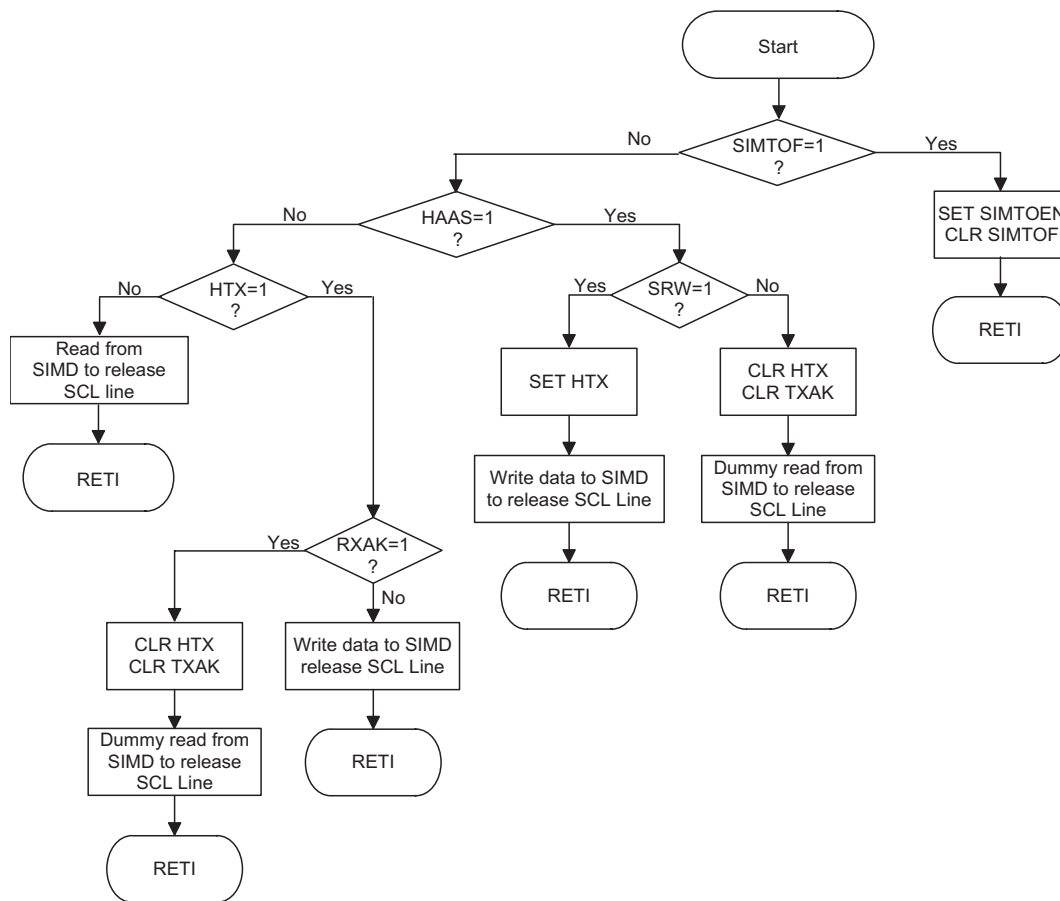 Start
SIMTOF=1
?
No
Yes
HAAS=1
?
No
Yes
SET SIMTOEN
CLR SIMTOF
RETI
HTX=1
?
No
Yes
SRW=1
?
Yes
No
Read from
SIMD to release
SCL line
RETI
SET HTX
Write data to SIMD
to release SCL Line
RETI
CLR HTX
CLR TXAK
Dummy read from
SIMD to release
SCL Line
RETI
RXAK=1
?
Yes
No
CLR HTX
CLR TXAK
Dummy read from
SIMD to release
SCL Line
RETI
Write data to SIMD
release SCL Line
RETI